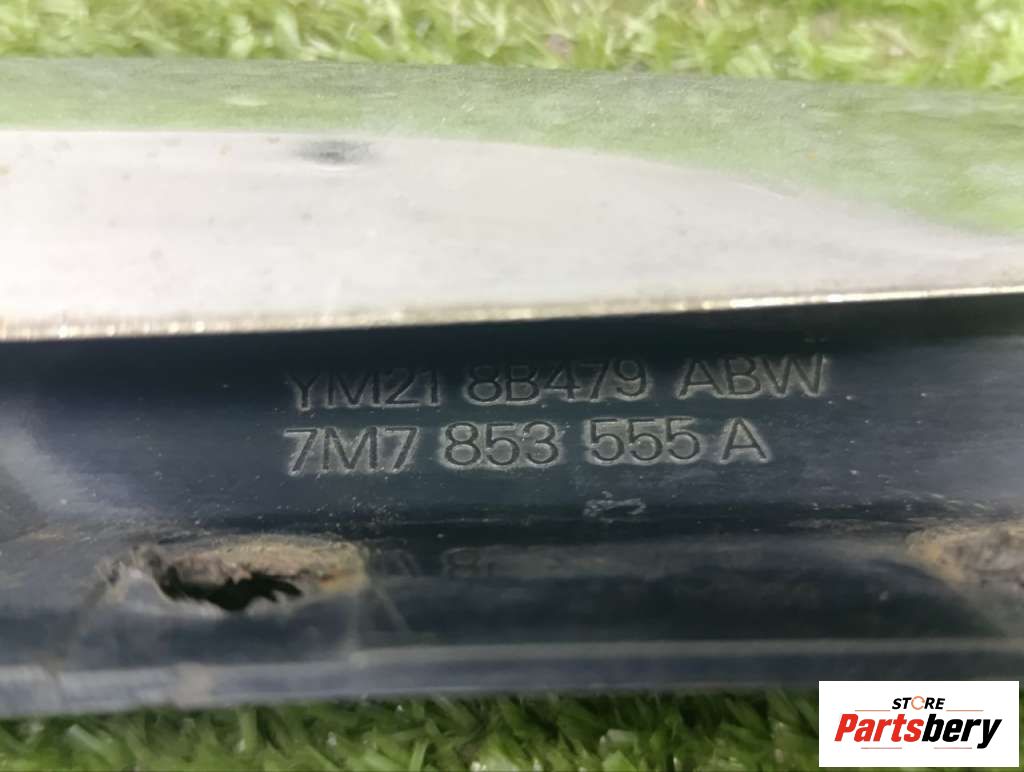 YM21 8B479 ABW
7M7 853 555 A
STORE
Partsbery